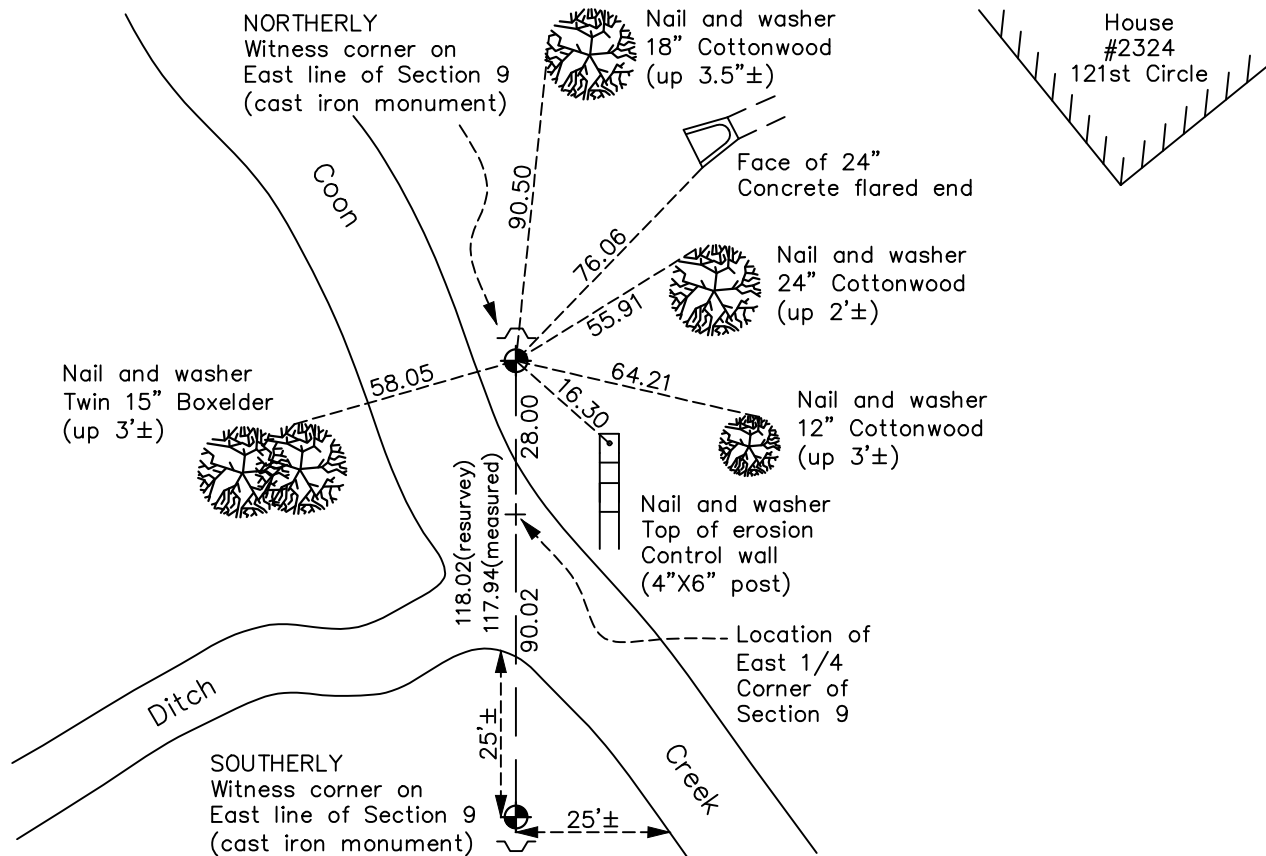 NORTHERLY
Witness corner on
East line of Section 9
(cast iron monument)
Nail and washer
18” Cottonwood
(up 3.5”±)
House
#2324
121st Circle
Coon
90.50
Face of 24”
Concrete flared end
76.06
Nail and washer
24” Cottonwood
(up 2’±)
55.91
Nail and washer
Twin 15” Boxelder
(up 3’±)
58.05
64.21
16.30
Nail and washer
12” Cottonwood
(up 3’±)
28.00
118.02(resurvey)
117.94(measured)
90.02
Nail and washer
Top of erosion
Control wall
(4”X6” post)
Location of
East 1/4
Corner of
Section 9
Ditch
25’±
SOUTHERLY
Witness corner on
East line of Section 9
(cast iron monument)
25’±
Creek